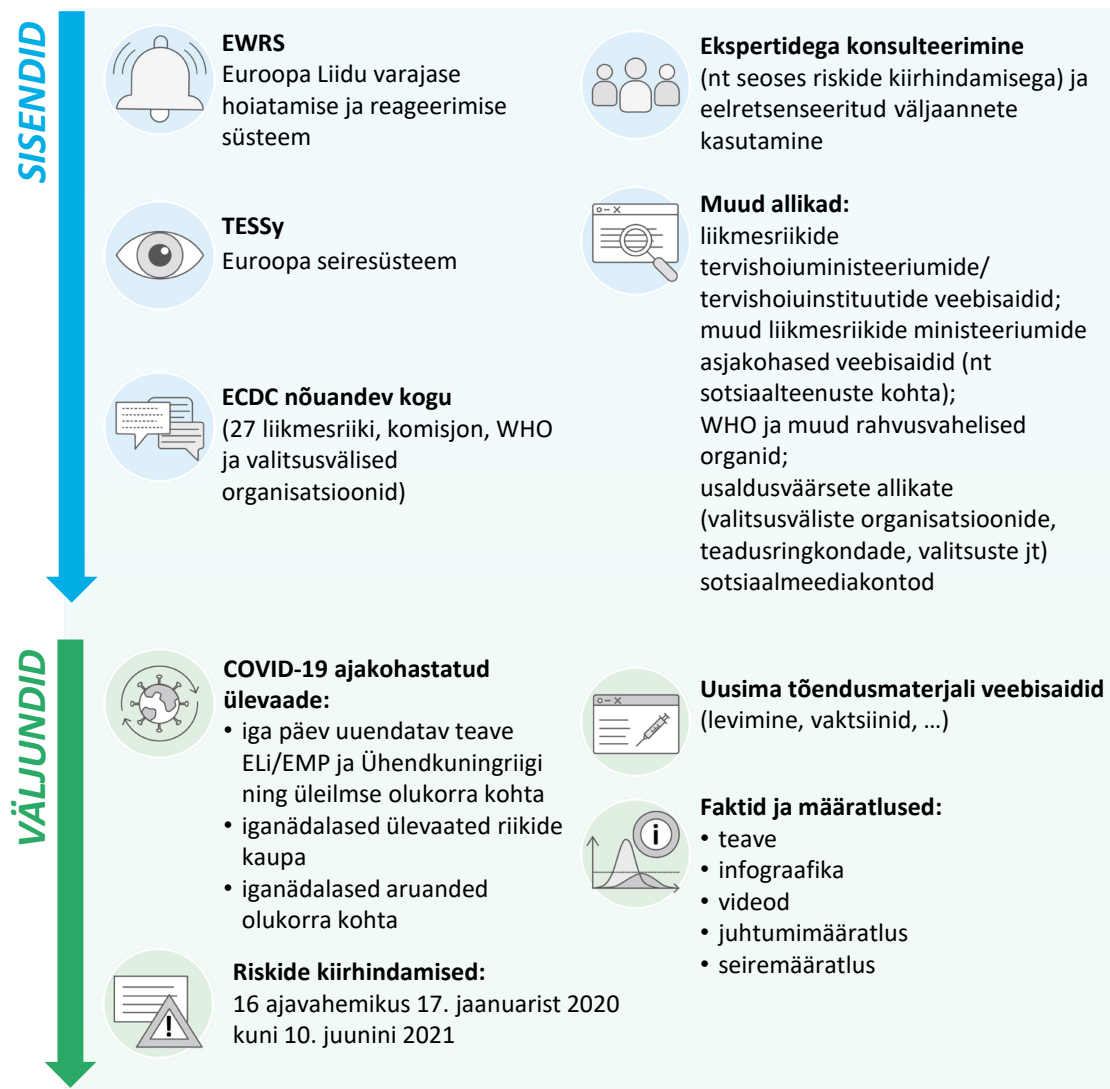 SISENDID
EWRS
Euroopa Liidu varajase
hoiatamise ja reageerimise
süsteem
TESSy
Euroopa seiresüsteem
ECDC nõuandev kogu
(27 liikmesriiki, komisjon, WHO
ja valitsusvälised
organisatsioonid)
Ekspertidega konsulteerimine
(nt seoses riskide kiirhindamisega) ja
eelretsenseeritud väljaannete
kasutamine
Muud allikad:
liikmesriikide
tervishoiuministeeriumide/
tervishoiuinstituutide veebisaidid;
muud liikmesriikide ministeeriumide
asjakohased veebisaidid (nt
sotsiaalteenuste kohta);
WHO ja muud rahvusvahelised
organid;
usaldusväärsete allikate
(valitsusväliste organisatsioonide,
teadusringkondade, valitsuste jt)
sotsiaalmeediakontod
VÄLJUNDID
COVID-19 ajakohastatud
ülevaade:
• iga päev uuendatav teave
ELi/EMP ja Ühendkuningriigi
ning üleilmse olukorra kohta
• iganädalased ülevaated riikide
kaupa
• iganädalased aruanded
olukorra kohta
Riskide kiirhindamised:
16 ajavahemikus 17. jaanuarist 2020
kuni 10. juunini 2021
Uusima tõendusmaterjali veebisaidid
(levimine, vaktsiinid, …)
Faktid ja määratlused:
• teave
• infograafika
• videod
• juhtumimääratlus
• seiremääratlus